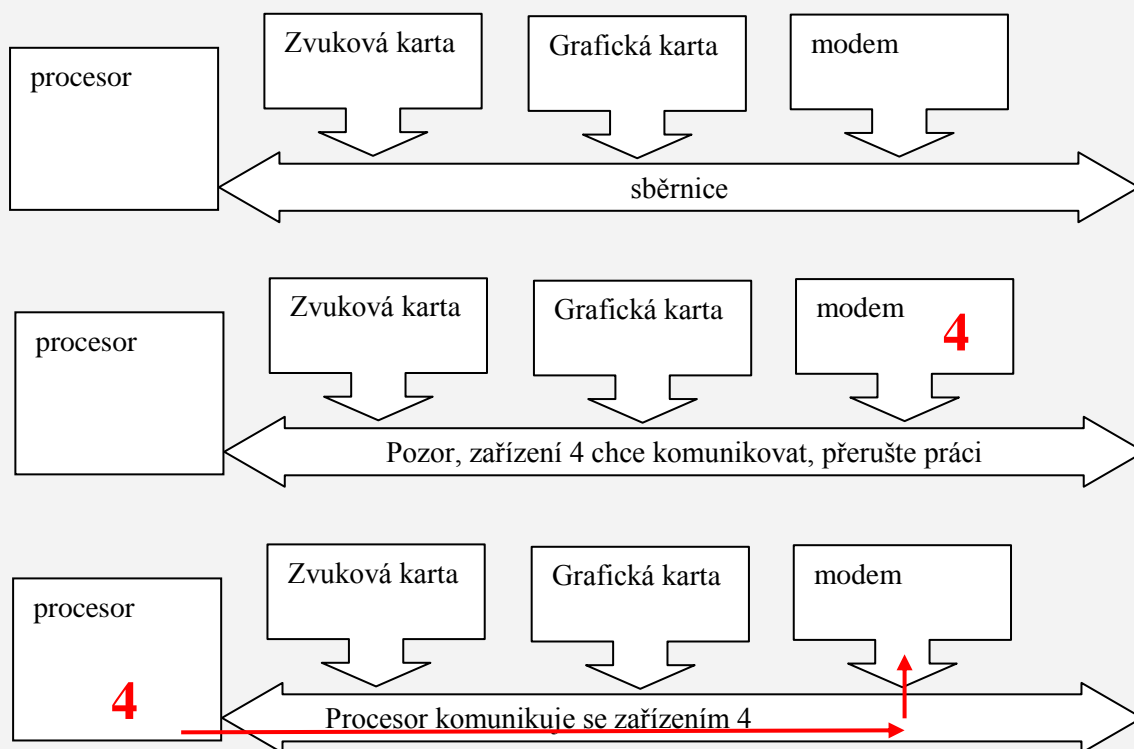 Zvuková karta
Grafická karta
modem
procesor
sběrnice
Zvuková karta
Grafická karta
modem
4
procesor
Pozor, zařízení 4 chce komunikovat, přerušte práci
Zvuková karta
Grafická karta
modem
procesor
4
Procesor komunikuje se zařízením 4